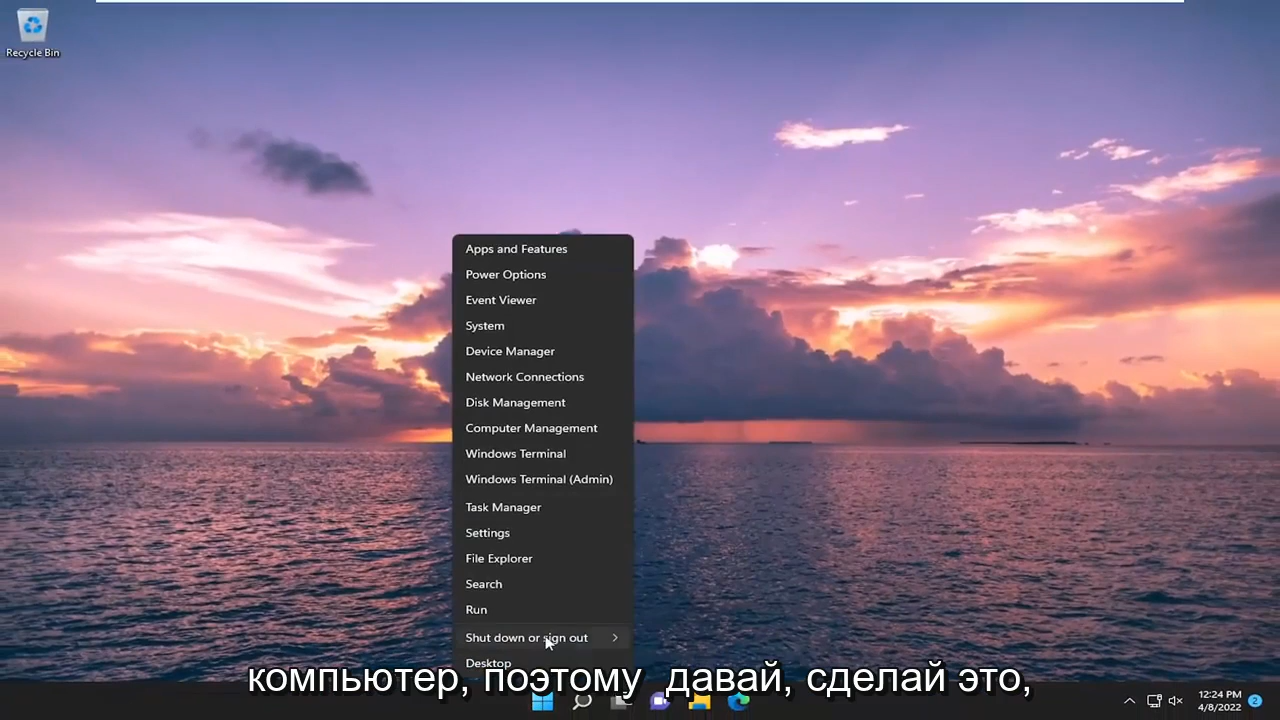 Recycle Bin
Apps and Features
Power Options
Event Viewer
System
Device Manager
Network Connections
Disk Management
Computer Management
Windows Terminal
Windows Terminal (Admin)
Task Manager
Settings
File Explorer
Search
Run
Shut down or sign out
Desktop
компьютер, поэтому давай, сделай это,
12:24 PM
4/8/2022
2